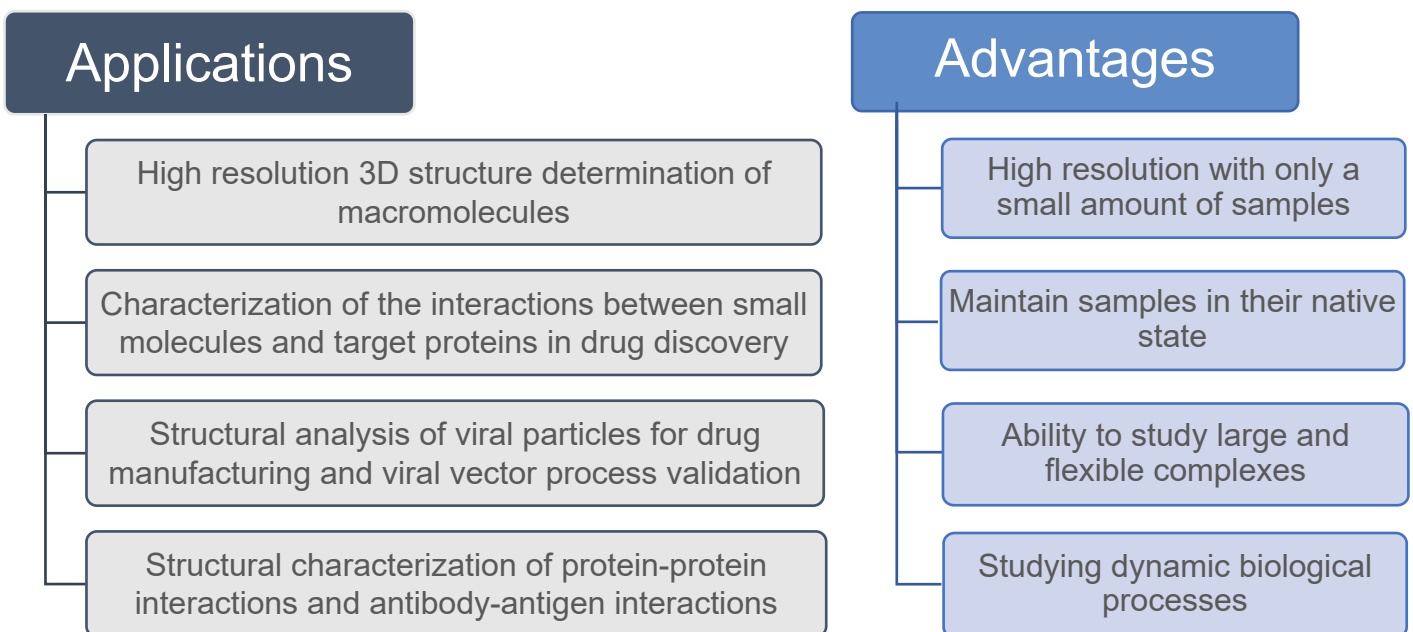 Applications
High resolution 3D structure determination of
macromolecules
Characterization of the interactions between small
molecules and target proteins in drug discovery
Structural analysis of viral particles for drug
manufacturing and viral vector process validation
Structural characterization of protein-protein
interactions and antibody-antigen interactions
Advantages
High resolution with only a
small amount of samples
Maintain samples in their native
state
Ability to study large and
flexible complexes
Studying dynamic biological
processes